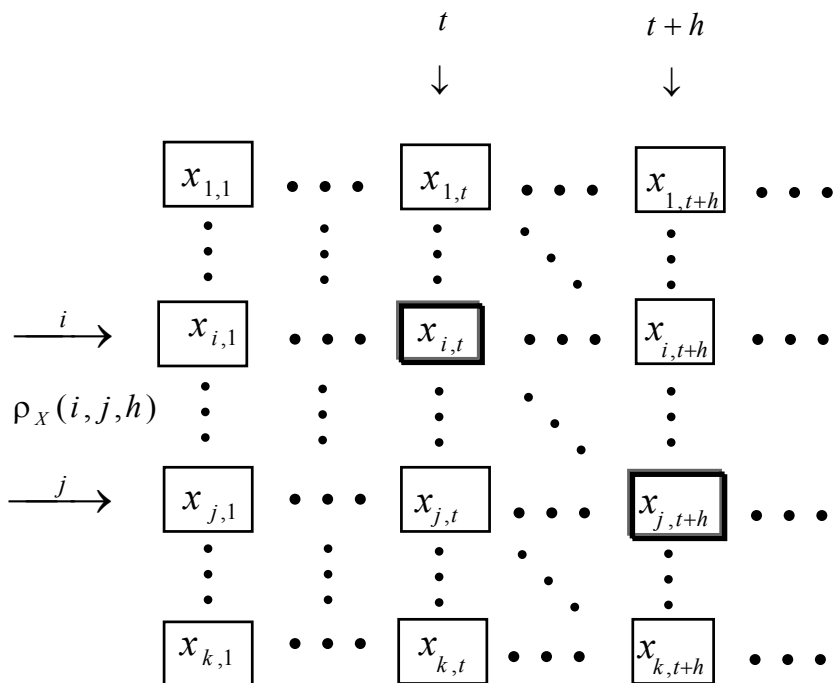 t t + h
↓ ↓
x_{1,1} • • • x_{1,t} • • • x_{1,t+h} • • •
i → x_{i,1} • • • x_{i,t} • • • x_{i,t+h} • • •
ρ_X(i, j, h)
j → x_{j,1} • • • x_{j,t} • • • x_{j,t+h} • • •
x_{k,1} • • • x_{k,t} • • • x_{k,t+h} • • •